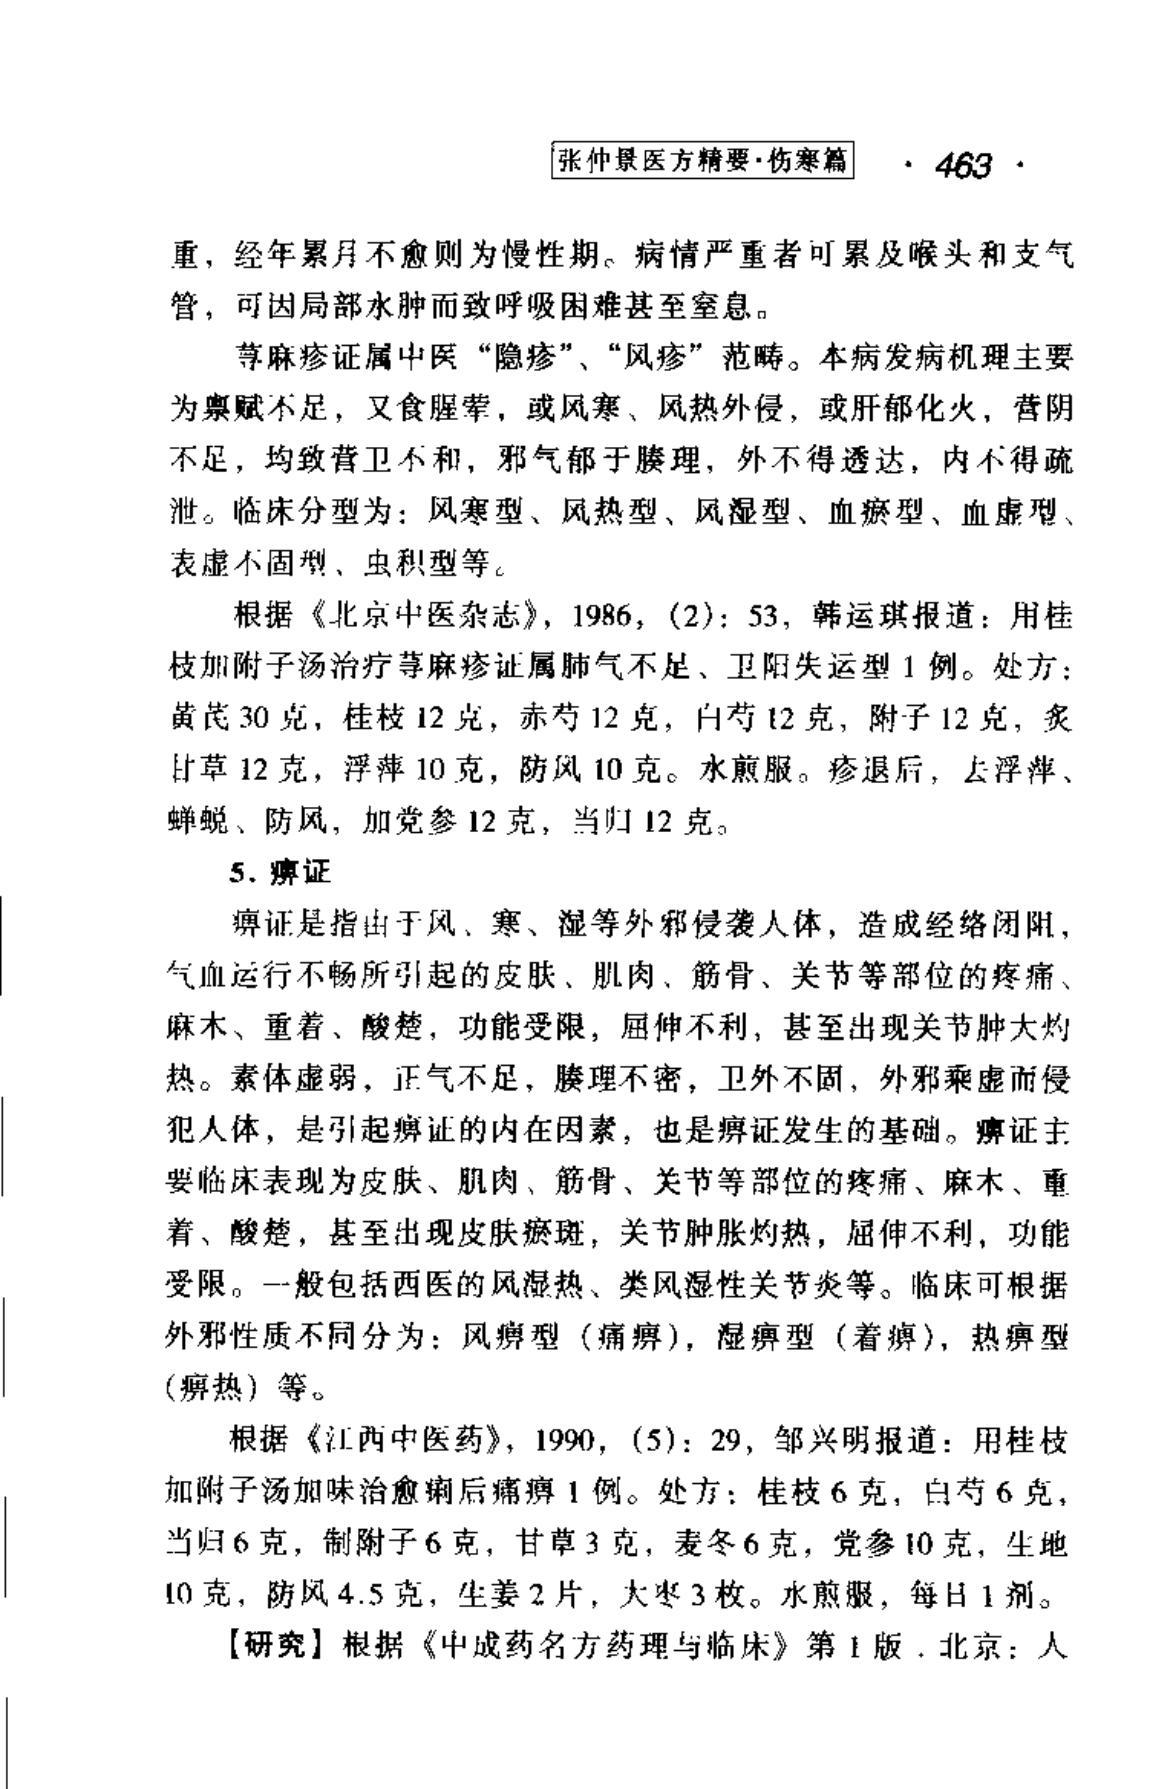 张仲景医方精要·伤寒篇 · 463 ·
重，经年累月不愈则为慢性期。病情严重者可累及喉头和支气
管，可因局部水肿而致呼吸困难甚至窒息。
荨麻疹证属中医“隐疹”、“风疹”范畴。本病发病机理主要
为禀赋不足，又食腥荤，或风寒、风热外侵，或肝郁化火，营阴
不足，均致营卫不和，邪气郁于腠理，外不得透达，内不得疏
泄。临床分型为：风寒型、风热型、风湿型、血瘀型、血虚型、
表虚不固型、虫积型等。
根据《北京中医杂志》，1986，(2)：53，韩运琪报道：用桂
枝加附子汤治疗荨麻疹证属肺气不足、卫阳失运型 1 例。处方：
黄芪 30 克，桂枝 12 克，赤芍 12 克，白芍 12 克，附子 12 克，炙
甘草 12 克，浮萍 10 克，防风 10 克。水煎服。疹退后，去浮萍、
蝉蜕、防风，加党参 12 克，当归 12 克。
5. 痹证
痹证是指由于风、寒、湿等外邪侵袭人体，造成经络闭阻，
气血运行不畅所引起的皮肤、肌肉、筋骨、关节等部位的疼痛、
麻木、重着、酸楚，功能受限，屈伸不利，甚至出现关节肿大灼
热。素体虚弱，正气不足，腠理不密，卫外不固，外邪乘虚而侵
犯人体，是引起痹证的内在因素，也是痹证发生的基础。痹证主
要临床表现为皮肤、肌肉、筋骨、关节等部位的疼痛、麻木、重
着、酸楚，甚至出现皮肤瘀斑，关节肿胀灼热，屈伸不利，功能
受限。一般包括西医的风湿热、类风湿性关节炎等。临床可根据
外邪性质不同分为：风痹型（痛痹），湿痹型（着痹），热痹型
（痹热）等。
根据《江西中医药》，1990，(5)：29，邹兴明报道：用桂枝
加附子汤加味治愈痢后痛痹 1 例。处方：桂枝 6 克，白芍 6 克，
当归 6 克，制附子 6 克，甘草 3 克，麦冬 6 克，党参 10 克，生地
10 克，防风 4.5 克，生姜 2 片，大枣 3 枚。水煎服，每日 1 剂。
【研究】根据《中成药名方药理与临床》第 1 版．北京：人